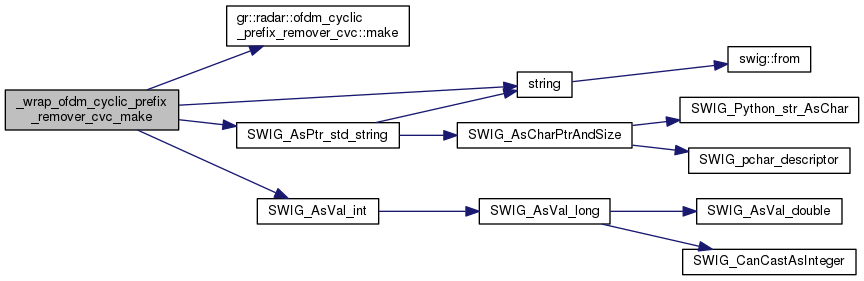 gr::radar::ofdm_cyclic
_prefix_remover_cvc::make
swig::from
string
_wrap_ofdm_cyclic_prefix
_remover_cvc_make
SWIG_Python_str_AsChar
SWIG_AsPtr_std_string
SWIG_AsCharPtrAndSize
SWIG_pchar_descriptor
SWIG_AsVal_int
SWIG_AsVal_long
SWIG_AsVal_double
SWIG_CanCastAsInteger